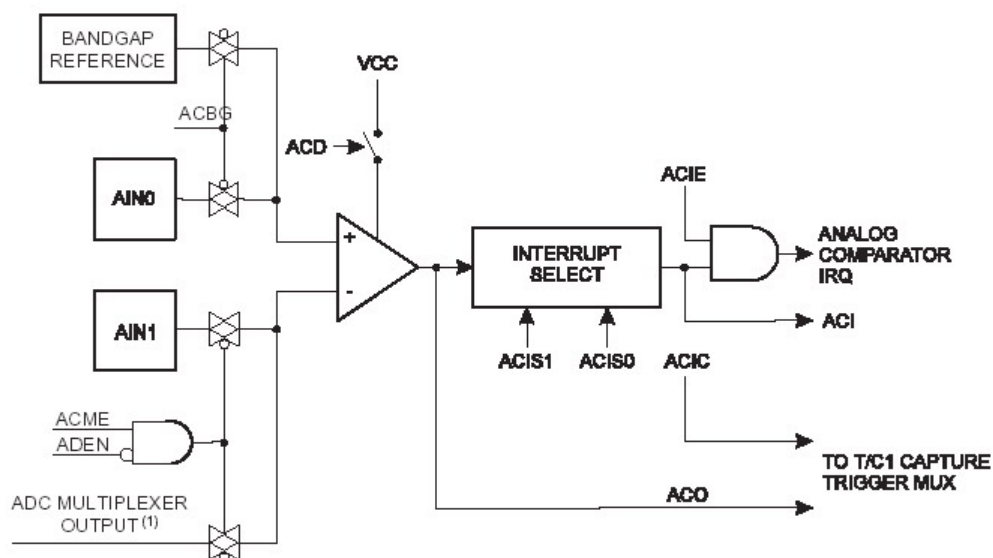 BANDGAP
REFERENCE
ACBG
VCC
ACD
AIN0
ACIE
+
-
INTERRUPT
SELECT
ANALOG
COMPARATOR
IRQ
AIN1
ACI
ACIS1
ACIS0
ACIC
ACME
ADEN
TO T/C1 CAPTURE
TRIGGER MUX
ADC MULTIPLEXER
OUTPUT (1)
ACO